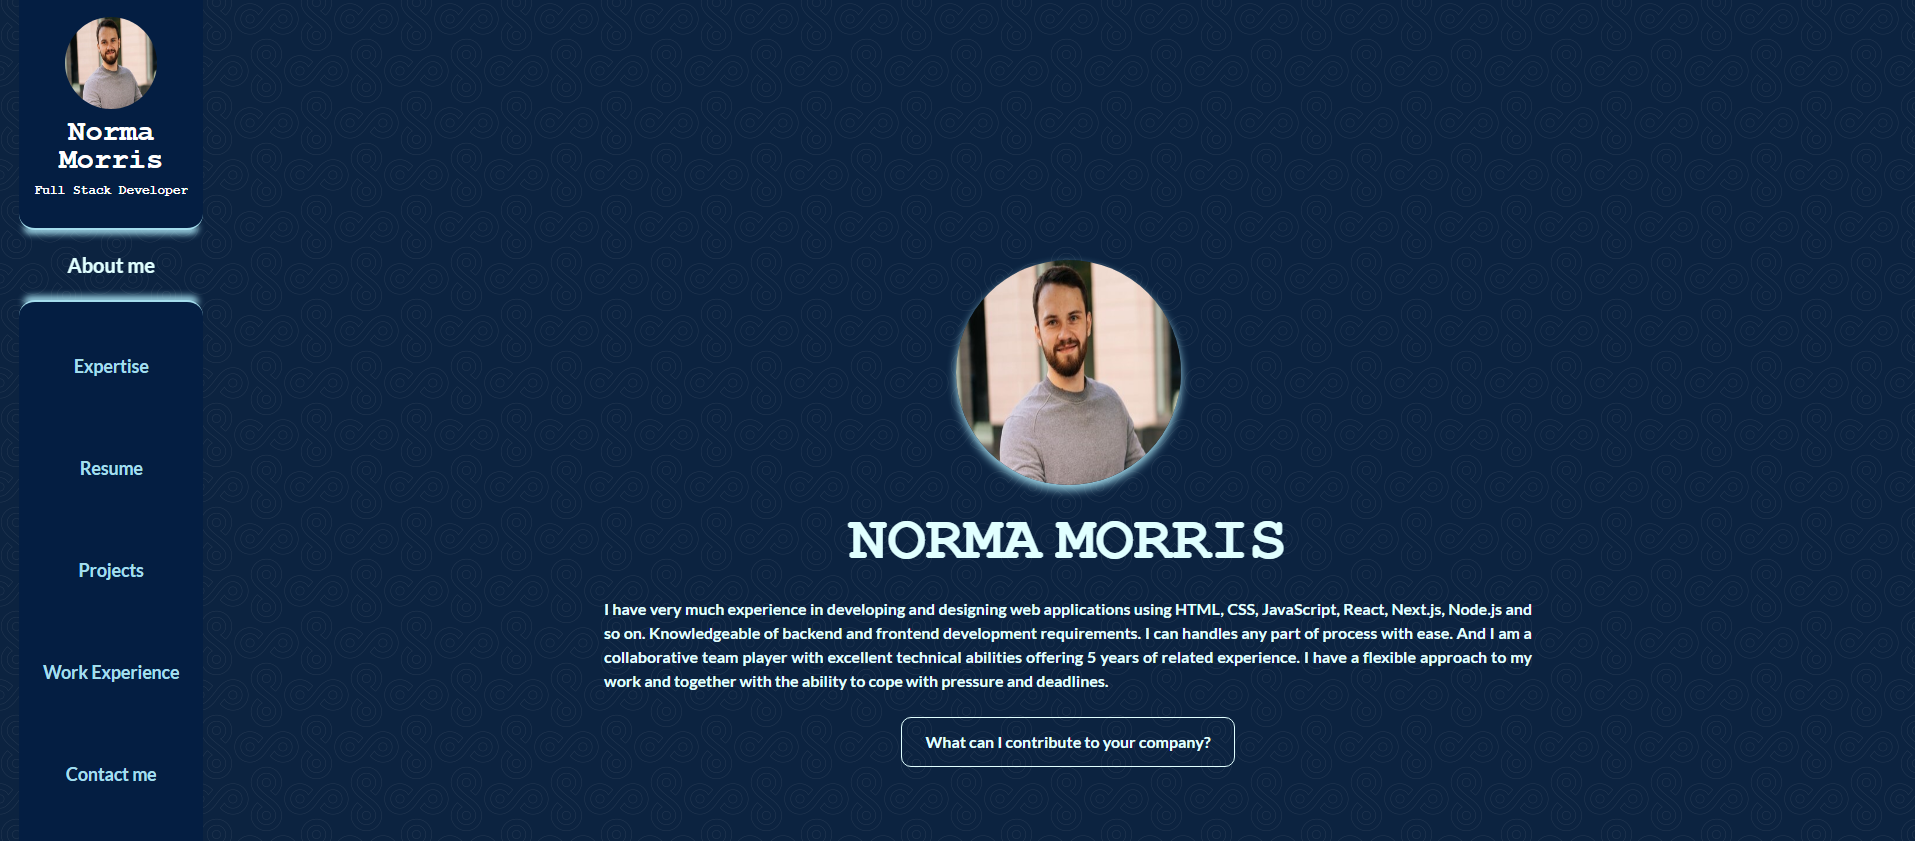 Norma
Morris
Full Stack Developer
About me
Expertise
Resume
Projects
Work Experience
Contact me
NORMA MORRIS
I have very much experience in developing and designing web applications using HTML, CSS, JavaScript, React, Next.js, Node.js and
so on. Knowledgeable of backend and frontend development requirements. I can handles any part of process with ease. And I am a
collaborative team player with excellent technical abilities offering 5 years of related experience. I have a flexible approach to my
work and together with the ability to cope with pressure and deadlines.
What can I contribute to your company?